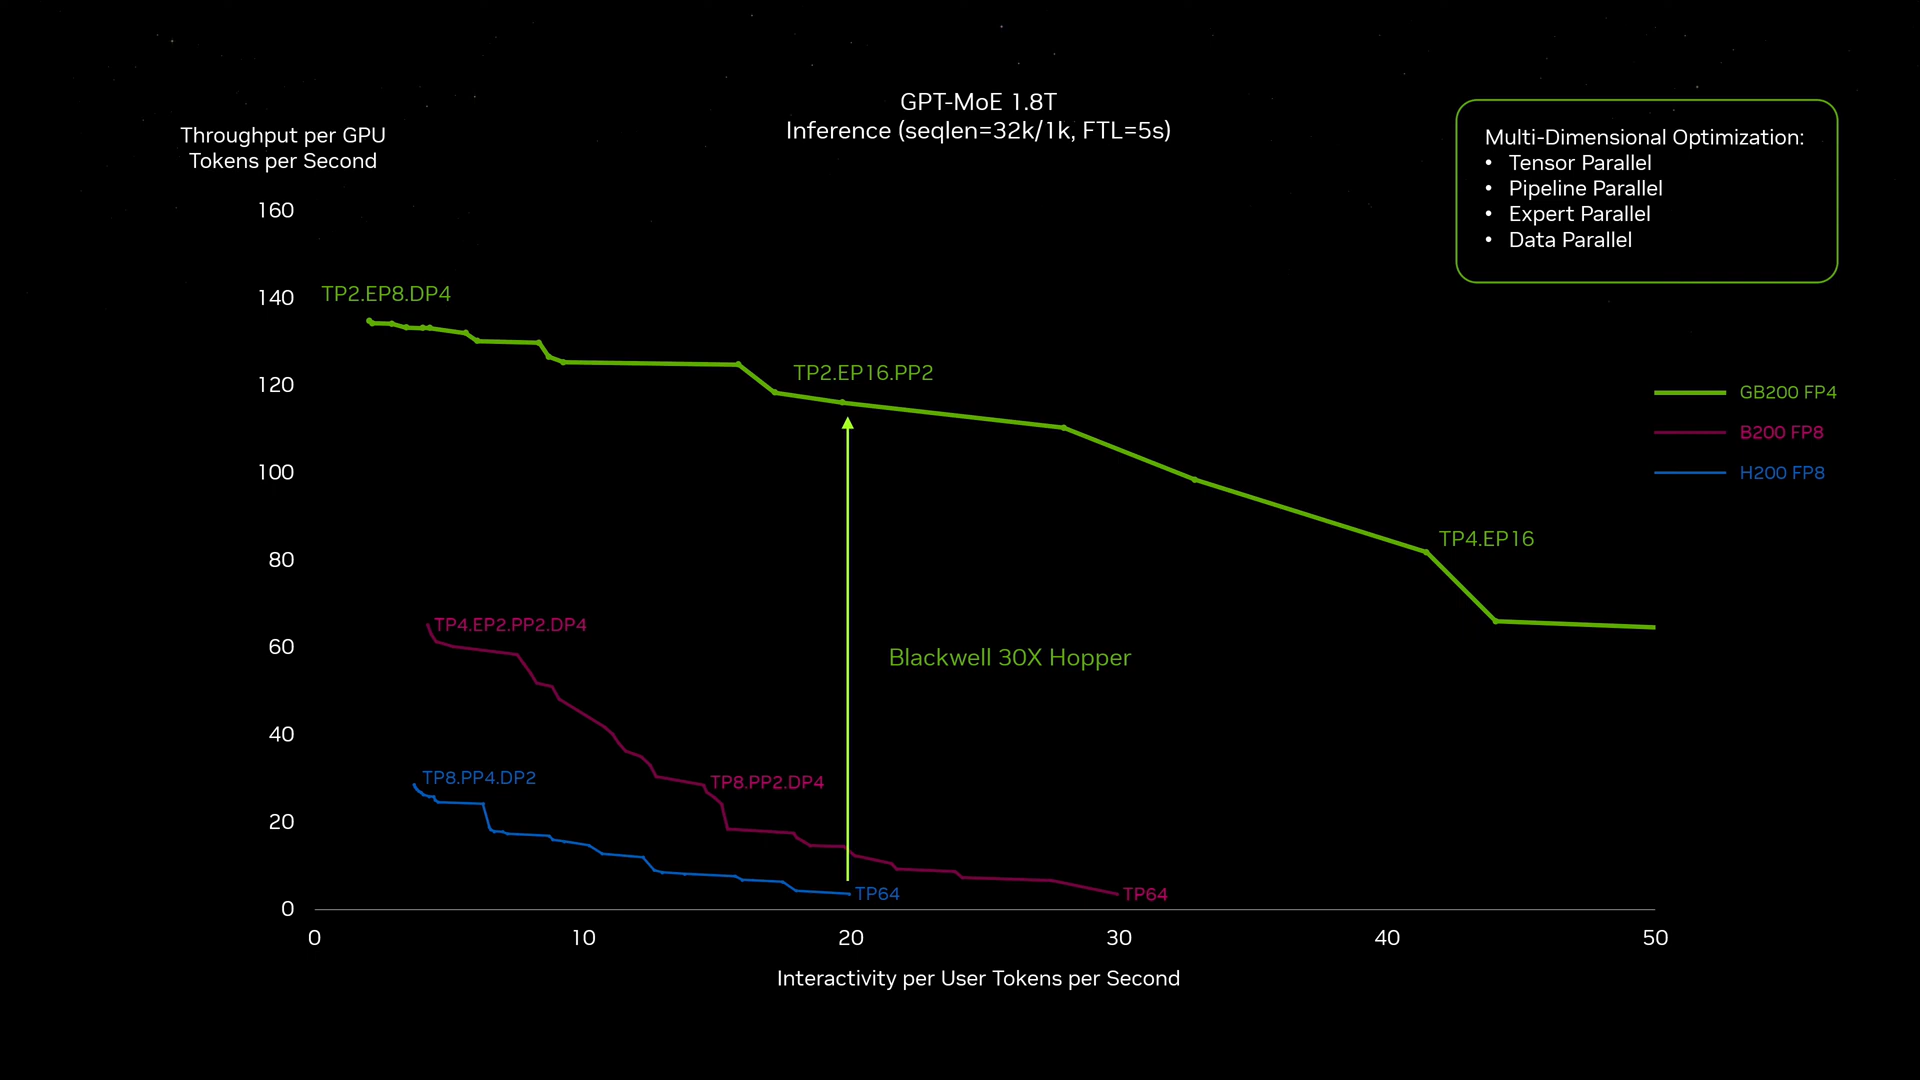 GPT-MoE 1.8T
Inference (seqlen=32k/1k, FTL=5s)
Throughput per GPU
Tokens per Second
Multi-Dimensional Optimization:
• Tensor Parallel
• Pipeline Parallel
• Expert Parallel
• Data Parallel
160
140
120
100
80
60
40
20
0
TP2.EP8.DP4
TP2.EP16.PP2
TP4.EP16
GB200 FP4
B200 FP8
H200 FP8
TP4.EP2.PP2.DP4
Blackwell 30X Hopper
TP8.PP4.DP2
TP8.PP2.DP4
TP64
TP64
0
10
20
30
40
50
Interactivity per User Tokens per Second